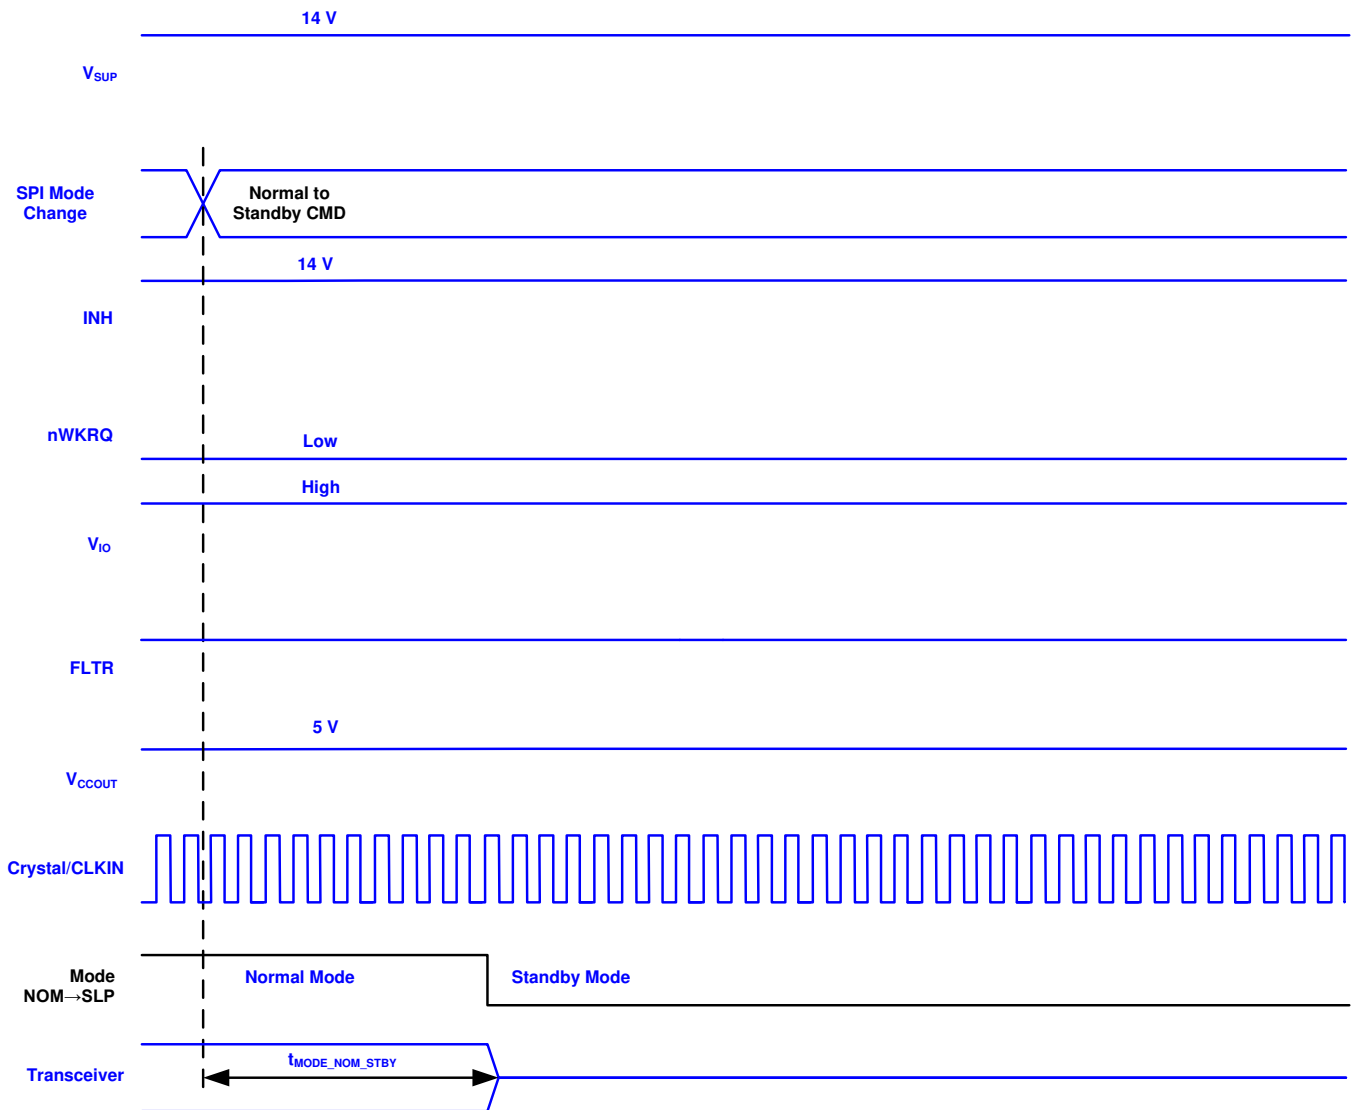 14 V
VSUP
SPI Mode
Change
Normal to
Standby CMD
14 V
INH
nWKRQ
Low
High
VIO
FLTR
5 V
VCCOUT
Crystal/CLKIN
Mode
NOM→SLP
Normal Mode
Standby Mode
Transceiver
tMODE_NOM_STBY